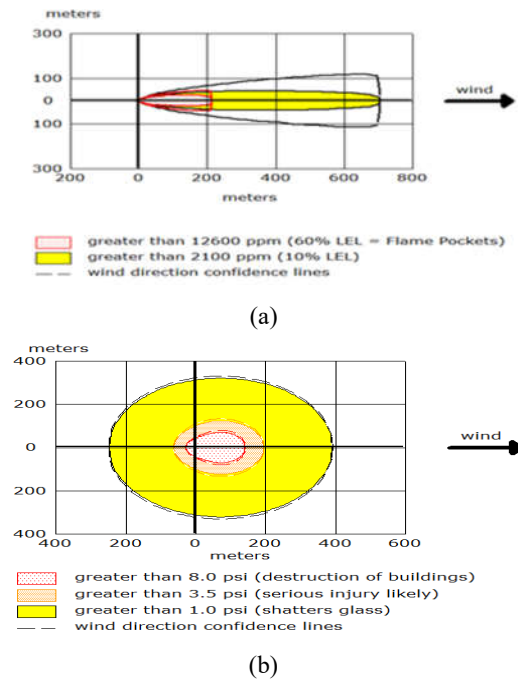 meters
300
100
0
100
300
200 0 200 400 600 800
meters
wind
greater than 12600 ppm (60% LEL = Flame Pockets)
greater than 2100 ppm (10% LEL)
wind direction confidence lines
(a)
meters
400
200
0
200
400
400 200 0 200 400 600
meters
wind
greater than 8.0 psi (destruction of buildings)
greater than 3.5 psi (serious injury likely)
greater than 1.0 psi (shatters glass)
wind direction confidence lines
(b)